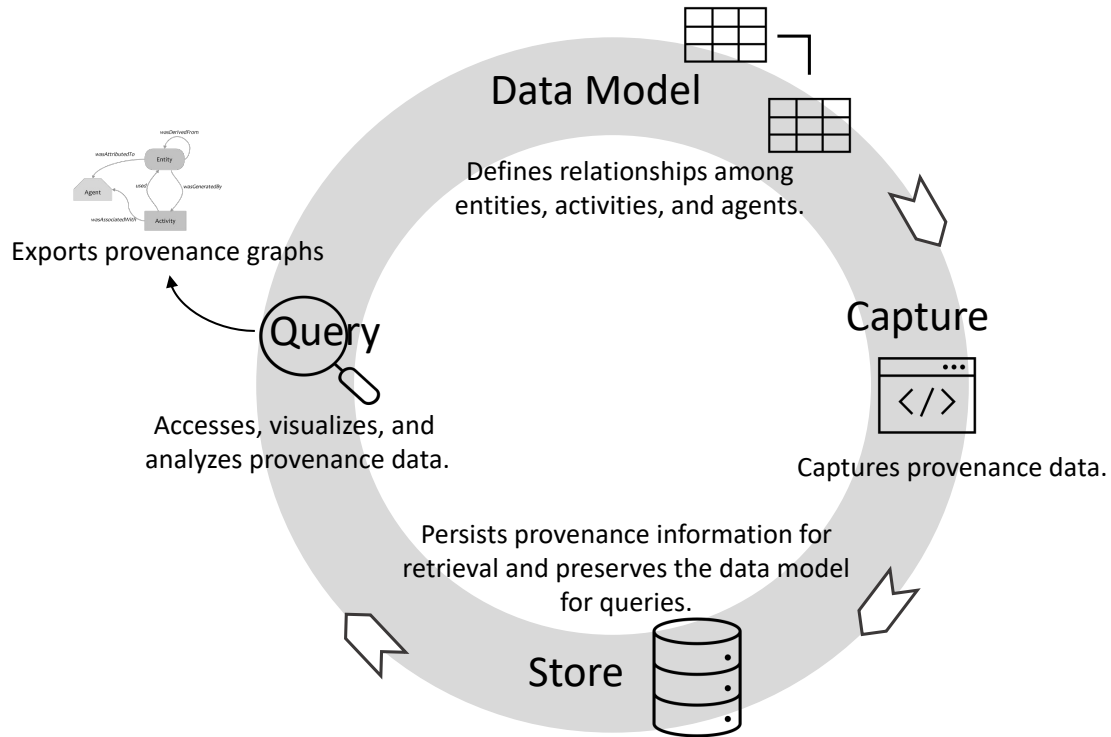 Data Model
Defines relationships among
entities, activities, and agents.
wasDerivedFrom
wasAttributedTo
Entity
Agent
used
wasGeneratedBy
wasAssociatedWith
Activity
Exports provenance graphs
Query
Accesses, visualizes, and
analyzes provenance data.
Capture
</>
Captures provenance data.
Persists provenance information for
retrieval and preserves the data model
for queries.
Store